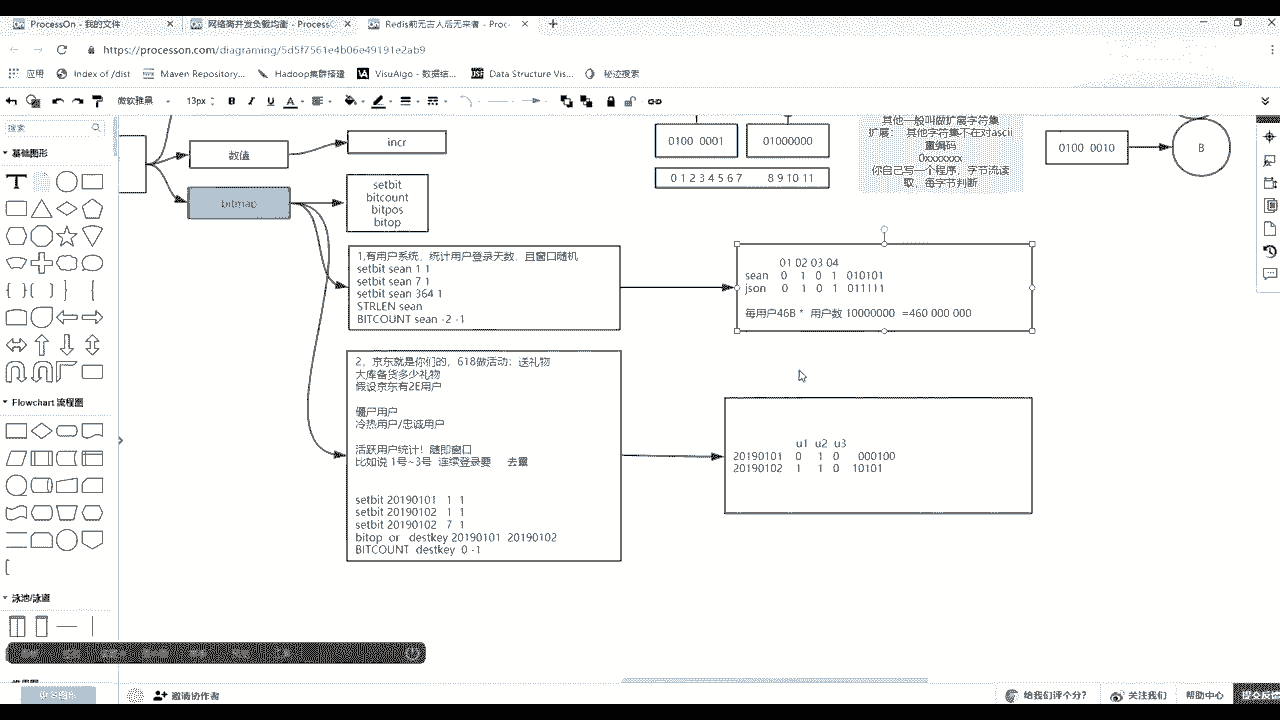 ProcessOn - 我的文件
网络高并发负载均衡 - Process
Redis前无古人后无来者 - Proc
https://processon.com/diagraming/5d5f7561e4b06e49191e2ab9
应用
Index of /dist
Maven Repository...
Hadoop集群搭建
VisuAlgo - 数据结...
Data Structure Vis...
秘迹搜索
微软雅黑
13px
搜索
基础图形
Flowchart 流程图
泳池/泳道
数值
incr
bitmap
setbit
bitcount
bitpos
bitop
0100 0001
01000000
0 1 2 3 4 5 6 7 8 9 10 11
其他一般叫做扩展字符集
扩展: 其他字符集不在对ascii
重编码
0xxxxxxx
你自己写一个程序,字节流读
取,每字节判断
0100 0010
B
1,有用户系统,统计用户登录天数,且窗口随机
setbit sean 1 1
setbit sean 7 1
setbit sean 364 1
STRLEN sean
BITCOUNT sean -2 -1
01 02 03 04
sean 0 1 0 1 010101
json 0 1 0 1 011111
每用户46B * 用户数 10000000 =460 000 000
2,京东就是你们的,618做活动:送礼物
大库备货多少礼物
假设京东有2E用户
僵尸用户
冷热用户/忠诚用户
活跃用户统计!随即窗口
比如说 1号~3号 连续登录要 去重
setbit 20190101 1 1
setbit 20190102 1 1
setbit 20190102 7 1
bitop or destkey 20190101 20190102
BITCOUNT destkey 0 -1
u1 u2 u3
20190101 0 1 0 000100
20190102 1 1 0 10101
更多图形
邀请协作者
给我们评个分?
关注我们
帮助中心
提交反馈